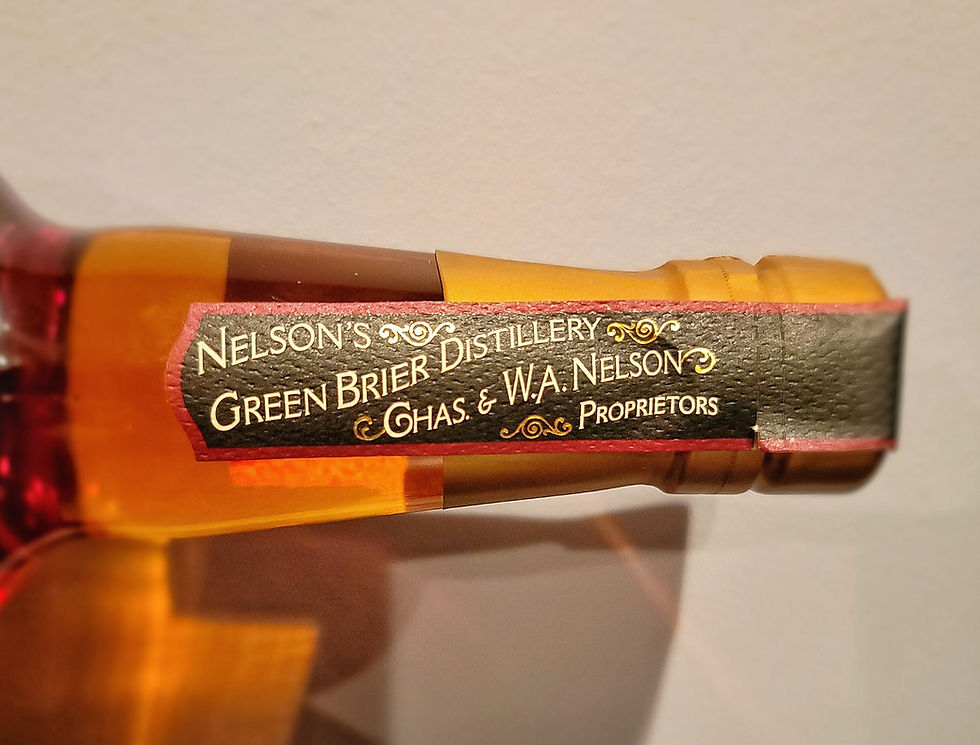 NELSON'S
GREEN BRIER DISTILLERY
CHAS. & W.A. NELSON
PROPRIETORS